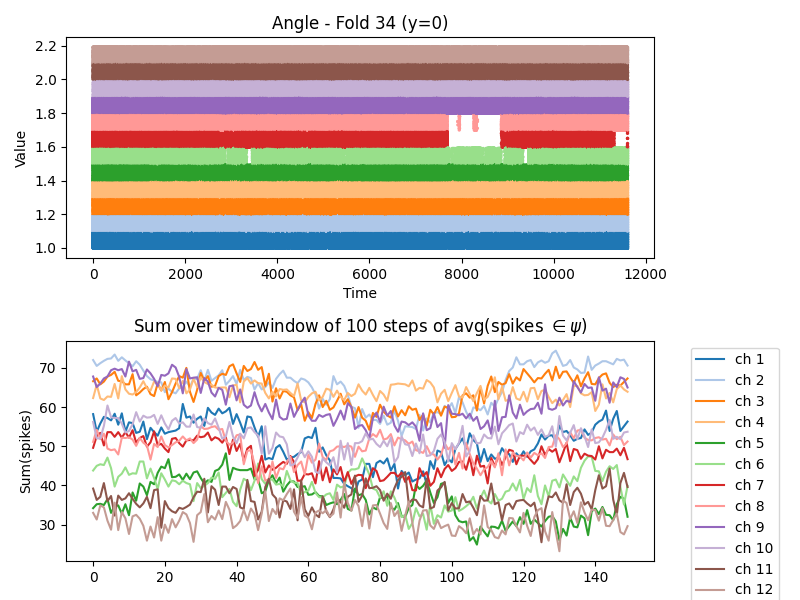 Angle - Fold 34 (y=0)
2.2
2.0
1.8
1.6
1.4
1.2
1.0
Value
0 2000 4000 6000 8000 10000 12000
Time
Sum over timewindow of 100 steps of avg(spikes ∈ ψ)
70
60
50
40
30
Sum(spikes)
0 20 40 60 80 100 120 140
ch 1
ch 2
ch 3
ch 4
ch 5
ch 6
ch 7
ch 8
ch 9
ch 10
ch 11
ch 12